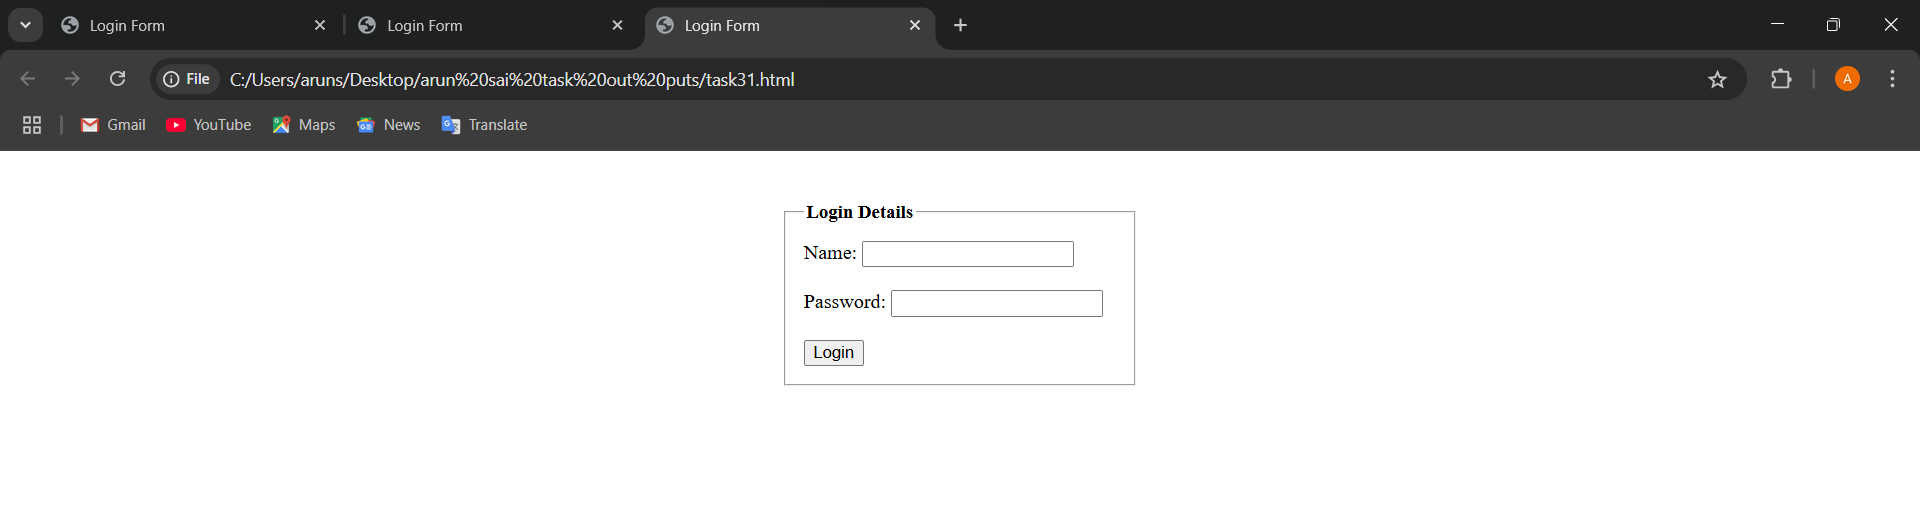 Login Form
Login Form
Login Form
File C:/Users/aruns/Desktop/arun%20sai%20task%20out%20puts/task31.html
A
Gmail YouTube Maps News Translate
Login Details
Name:
Password:
Login